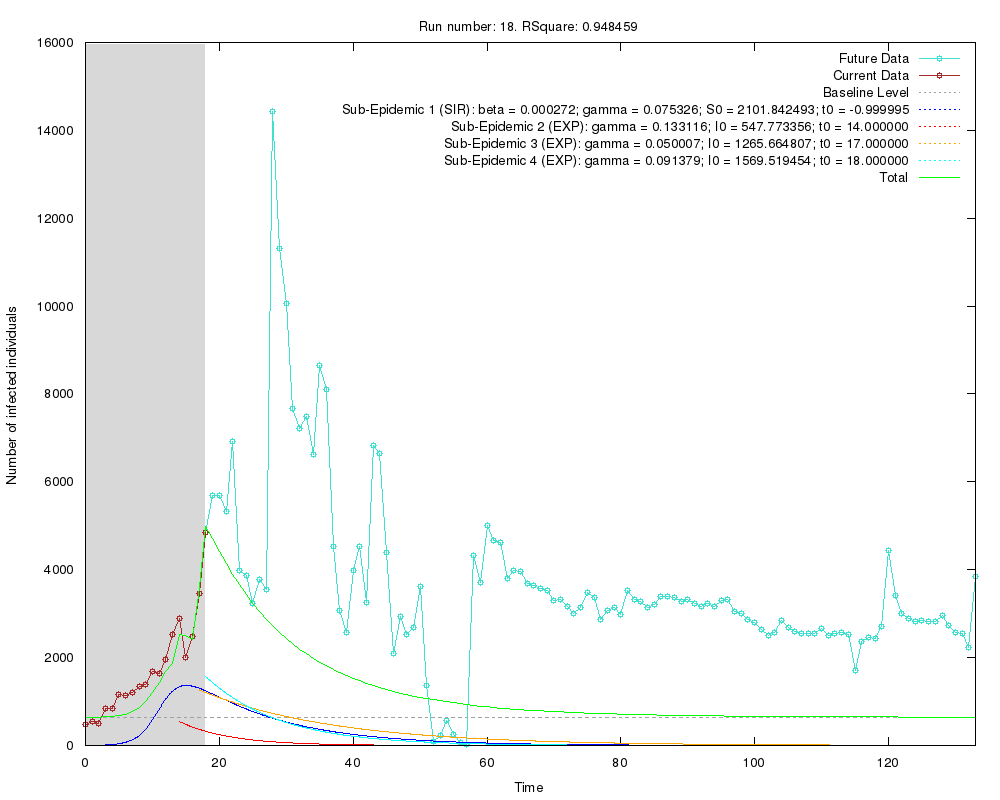 Run number: 18. RSquare: 0.948459
Future Data
Current Data
Baseline Level
Sub-Epidemic 1 (SIR): beta = 0.000272; gamma = 0.075326; S0 = 2101.842493; t0 = -0.999995
Sub-Epidemic 2 (EXP): gamma = 0.133116; I0 = 547.773356; t0 = 14.000000
Sub-Epidemic 3 (EXP): gamma = 0.050007; I0 = 1265.664807; t0 = 17.000000
Sub-Epidemic 4 (EXP): gamma = 0.091379; I0 = 1569.519454; t0 = 18.000000
Total
Number of infected individuals
16000
14000
12000
10000
8000
6000
4000
2000
0
0 20 40 60 80 100 120
Time